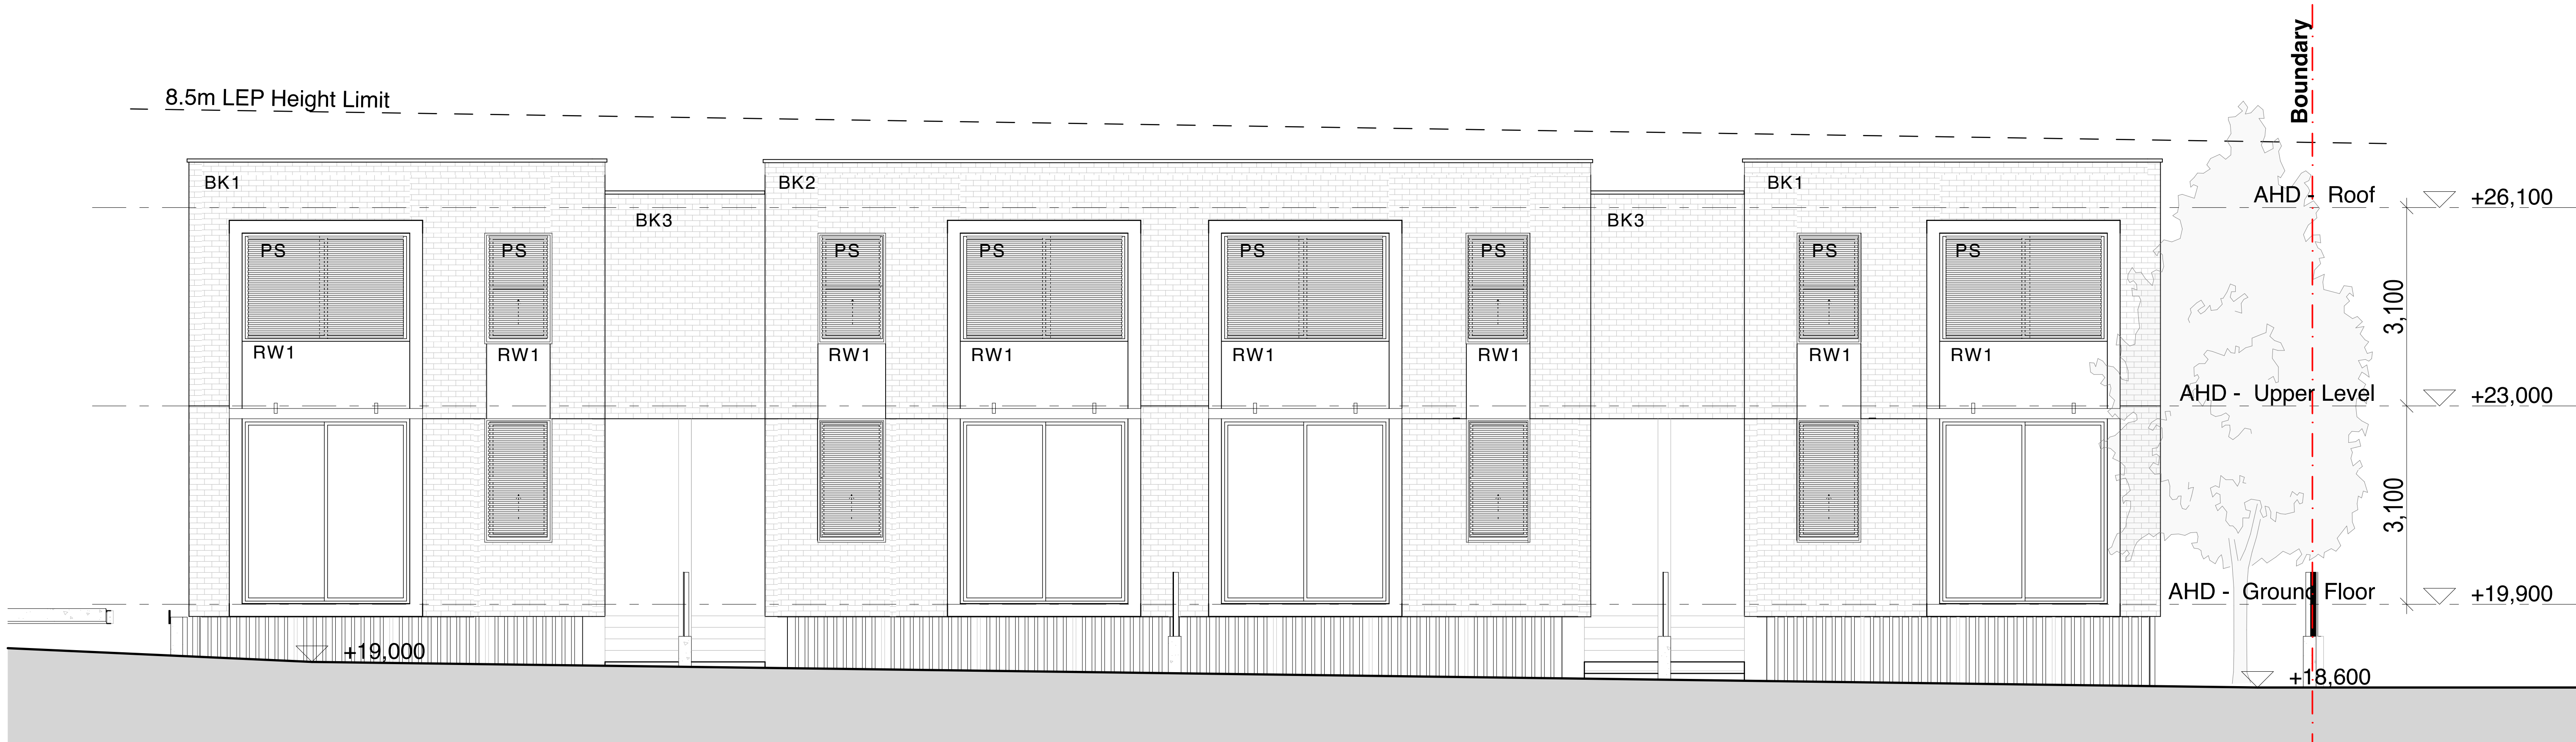 Boundary
8.5m LEP Height Limit
BK1
BK2
BK1
AHD - Roof
+26,100
BK3
BK3
PS
PS
PS
PS
PS
PS
PS
PS
3,100
RW1
RW1
RW1
RW1
RW1
RW1
RW1
RW1
AHD - Upper Level
+23,000
3,100
AHD - Ground Floor
+19,900
+19,000
+18,600